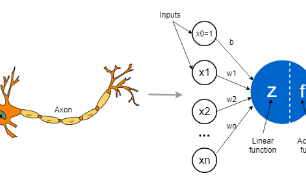 Inputs
x0=1
b
x1
w1
Axon
x2
w2
...
wn
xn
z
f
Linear
function